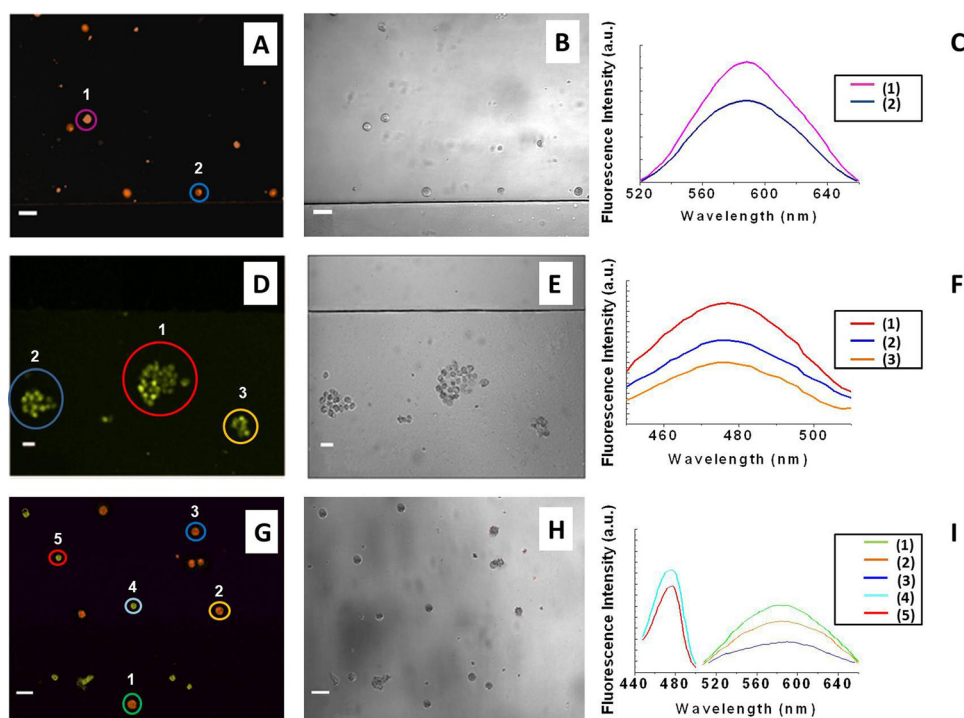 A
1
2
B
C
Fluorescence Intensity (a.u.)
(1)
(2)
520 560 600 640
Wavelength (nm)
D
1
2
3
E
F
Fluorescence Intensity (a.u.)
(1)
(2)
(3)
460 480 500
Wavelength (nm)
G
3
5
4
2
1
H
I
Fluorescence Intensity (a.u.)
(1)
(2)
(3)
(4)
(5)
440 480 520 560 600 640
Wavelength (nm)